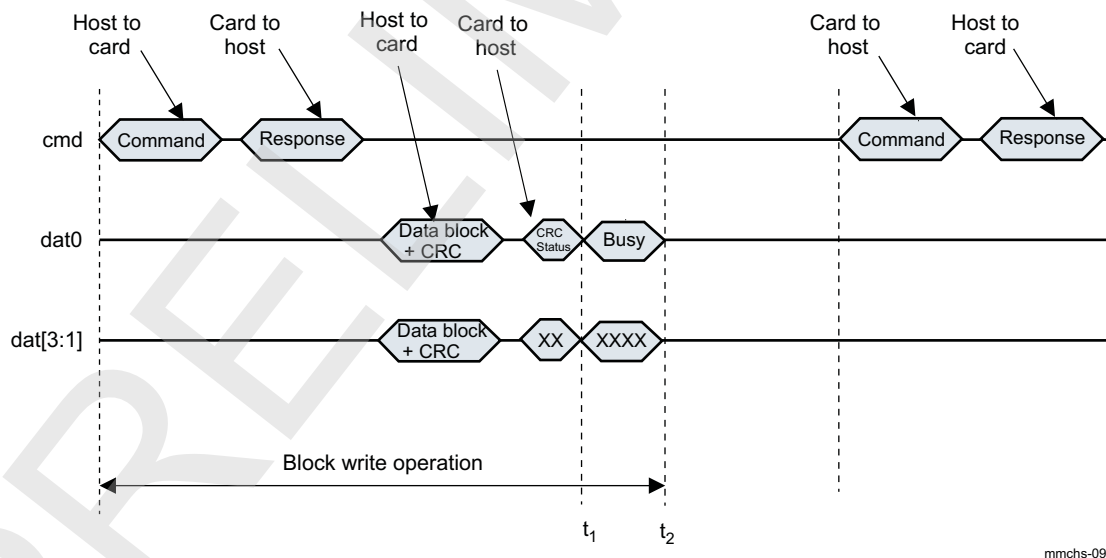 Host to
card
Card to
host
Host to
card
Card to
host
Card to
host
Host to
card
cmd
Command
Response
Command
Response
dat0
Data block
+ CRC
CRC
Status
Busy
dat[3:1]
Data block
+ CRC
XX
XXXX
Block write operation
t1
t2
mmchs-09
PRELIM